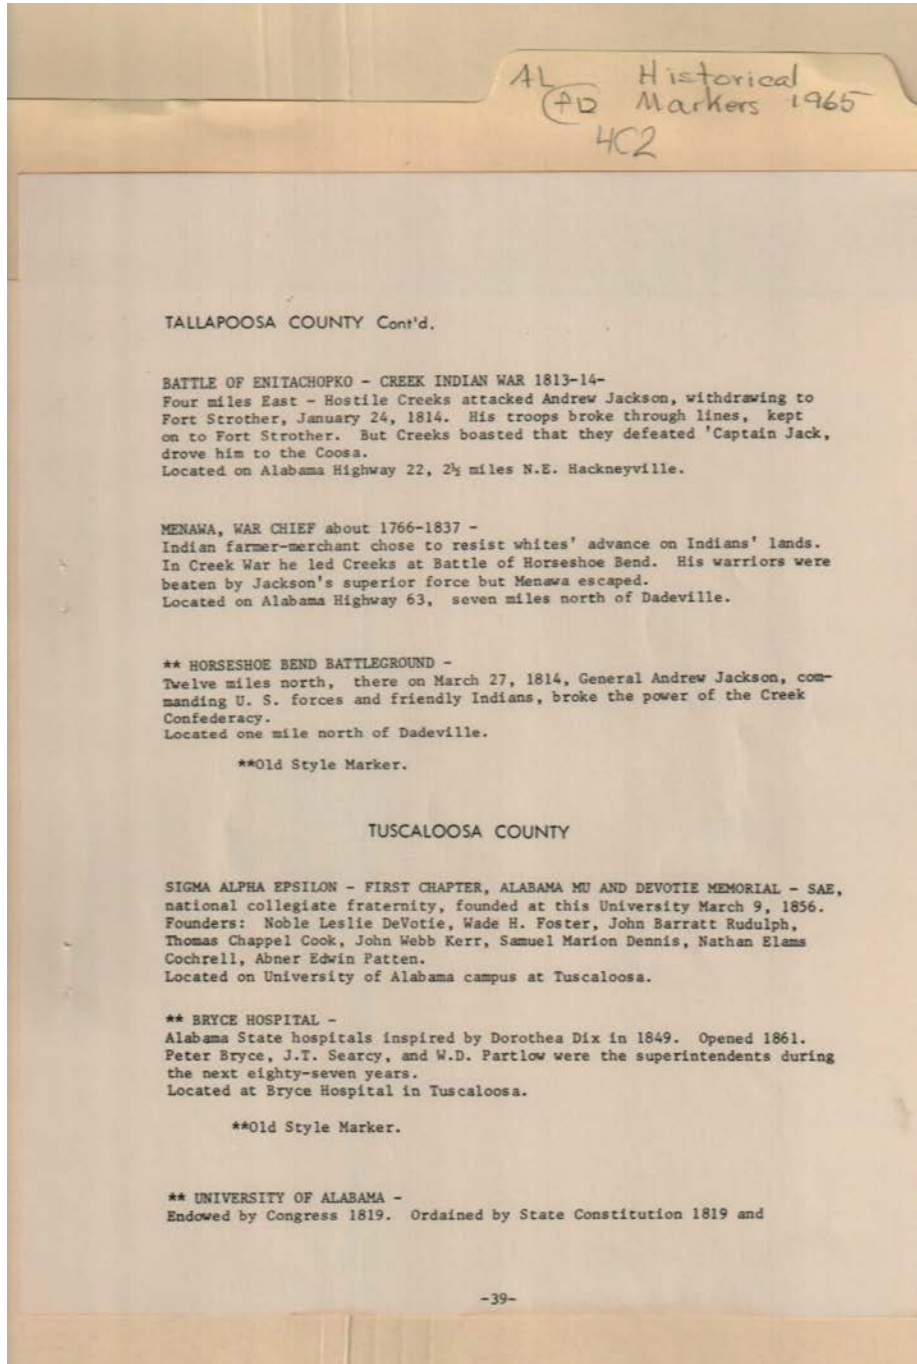 AL Historical
PD Markers 1965
4C2
TALLAPOOSA COUNTY Cont'd.
BATTLE OF ENITACHOPKO - CREEK INDIAN WAR 1813-14-
Four miles East - Hostile Creeks attacked Andrew Jackson, withdrawing to
Fort Strother, January 24, 1814. His troops broke through lines, kept
on to Fort Strother. But Creeks boasted that they defeated 'Captain Jack,
drove him to the Coosa.
Located on Alabama Highway 22, 2½ miles N.E. Hackneyville.
MENAWA, WAR CHIEF about 1766-1837 -
Indian farmer-merchant chose to resist whites' advance on Indians' lands.
In Creek War he led Creeks at Battle of Horseshoe Bend. His warriors were
beaten by Jackson's superior force but Menawa escaped.
Located on Alabama Highway 63, seven miles north of Dadeville.
** HORSESHOE BEND BATTLEGROUND -
Twelve miles north, there on March 27, 1814, General Andrew Jackson, com-
manding U. S. forces and friendly Indians, broke the power of the Creek
Confederacy.
Located one mile north of Dadeville.
**Old Style Marker.
TUSCALOOSA COUNTY
SIGMA ALPHA EPSILON - FIRST CHAPTER, ALABAMA MU AND DEVOTIE MEMORIAL - SAE,
national collegiate fraternity, founded at this University March 9, 1856.
Founders: Noble Leslie DeVotie, Wade H. Foster, John Barratt Rudulph,
Thomas Chappel Cook, John Webb Kerr, Samuel Marion Dennis, Nathan Elams
Cochrell, Abner Edwin Patten.
Located on University of Alabama campus at Tuscaloosa.
** BRYCE HOSPITAL -
Alabama State hospitals inspired by Dorothea Dix in 1849. Opened 1861.
Peter Bryce, J.T. Searcy, and W.D. Partlow were the superintendents during
the next eighty-seven years.
Located at Bryce Hospital in Tuscaloosa.
**Old Style Marker.
** UNIVERSITY OF ALABAMA -
Endowed by Congress 1819. Ordained by State Constitution 1819 and
-39-